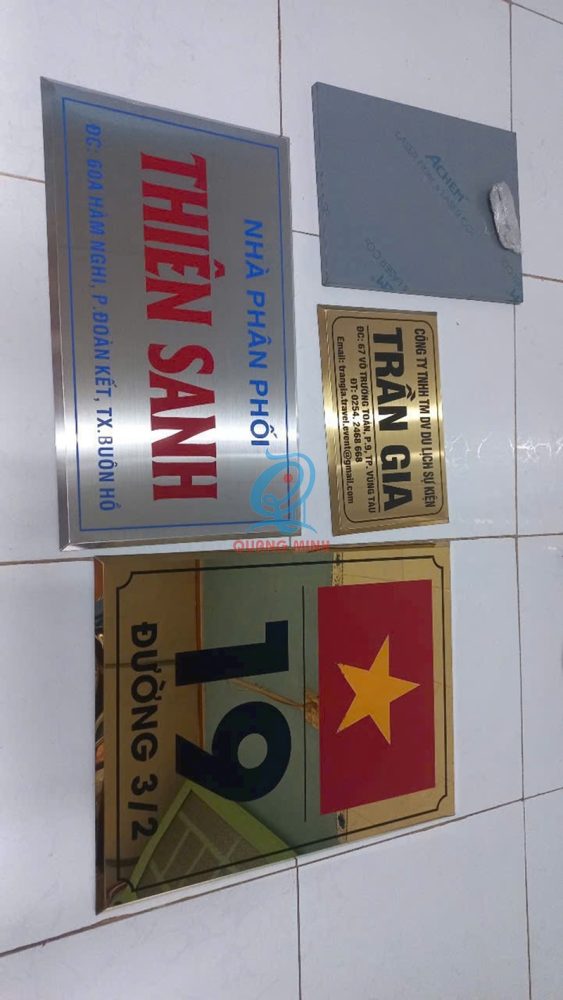 NHÀ PHÂN PHỐI
THIÊN SANH
ĐC: 60A HÀM NGHI, P.ĐOÀN KẾT, TX.BUÔN HỒ
ACHEM
CÔNG TY TNHH TM DV DU LỊCH SỰ KIỆN
TRẦN GIA
ĐC: 67 VÕ TRƯỜNG TOẢN, P.9, TP. VŨNG TÀU
ĐT: 0254. 2468 668
Email: trangia.travel.event@gmail.com
QUANG MINH
19
ĐƯỜNG 3/2